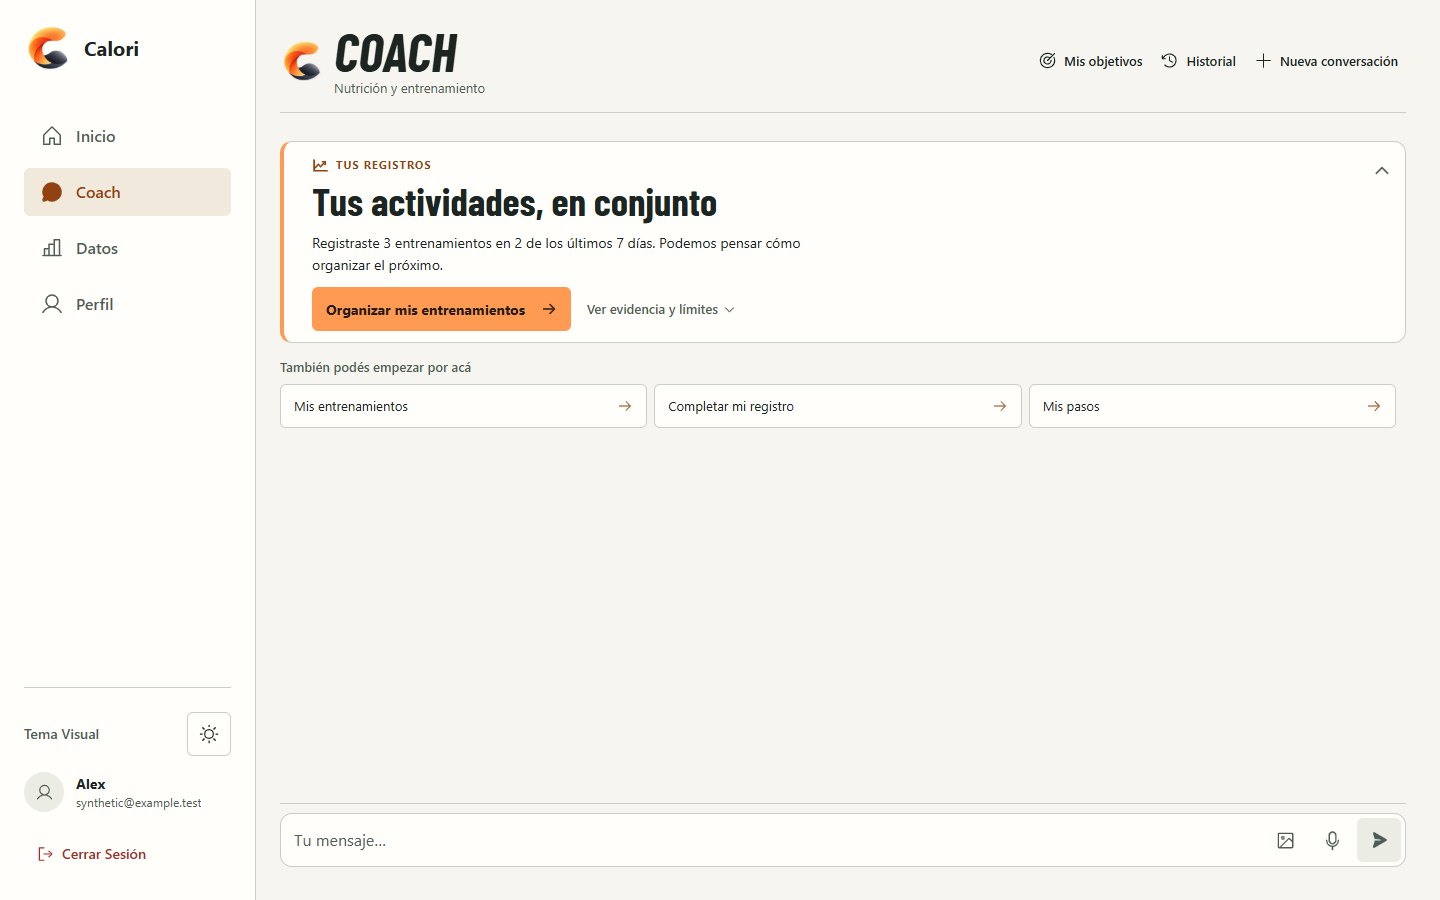 Calori
Inicio
Coach
Datos
Perfil
Tema Visual
Alex
synthetic@example.test
Cerrar Sesión
COACH
Nutrición y entrenamiento
Mis objetivos
Historial
Nueva conversación
TUS REGISTROS
Tus actividades, en conjunto
Registraste 3 entrenamientos en 2 de los últimos 7 días. Podemos pensar cómo
organizar el próximo.
Organizar mis entrenamientos
Ver evidencia y límites
También podés empezar por acá
Mis entrenamientos
Completar mi registro
Mis pasos
Tu mensaje...